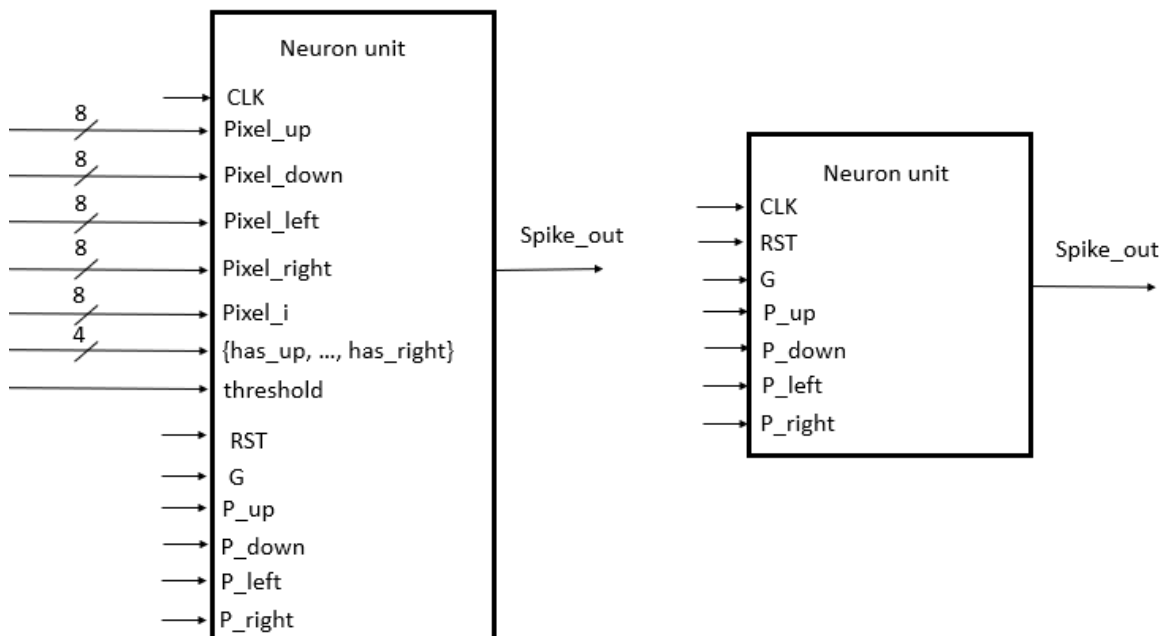 Neuron unit
CLK
8
Pixel_up
8
Pixel_down
8
Pixel_left
8
Pixel_right
8
Pixel_i
4
{has_up, ..., has_right}
threshold
RST
G
P_up
P_down
P_left
P_right
Spike_out
Neuron unit
CLK
RST
G
P_up
P_down
P_left
P_right
Spike_out